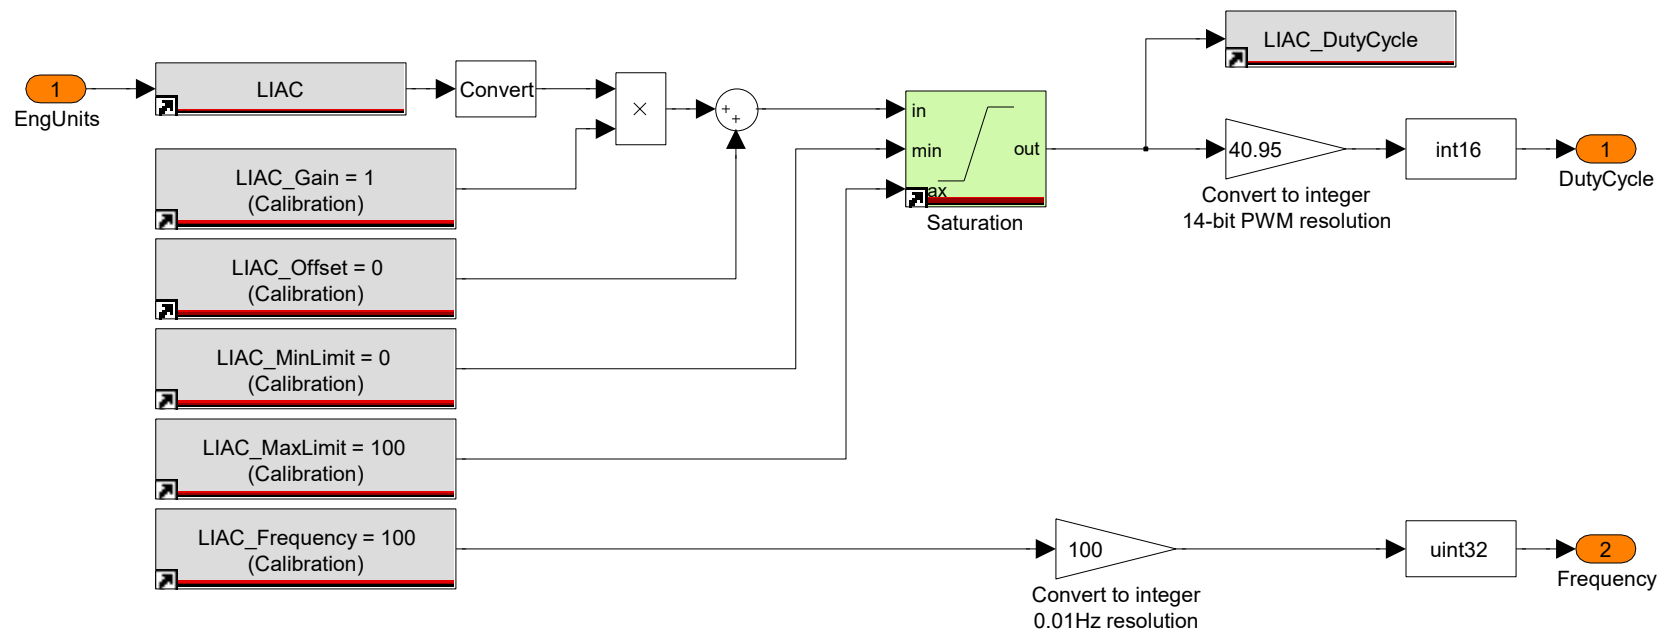 LIAC_DutyCycle
1
EngUnits
LIAC
Convert
×
+
+
in
min
ax
out
Saturation
40.95
Convert to integer
14-bit PWM resolution
int16
1
DutyCycle
LIAC_Gain = 1
(Calibration)
LIAC_Offset = 0
(Calibration)
LIAC_MinLimit = 0
(Calibration)
LIAC_MaxLimit = 100
(Calibration)
LIAC_Frequency = 100
(Calibration)
100
Convert to integer
0.01Hz resolution
uint32
2
Frequency